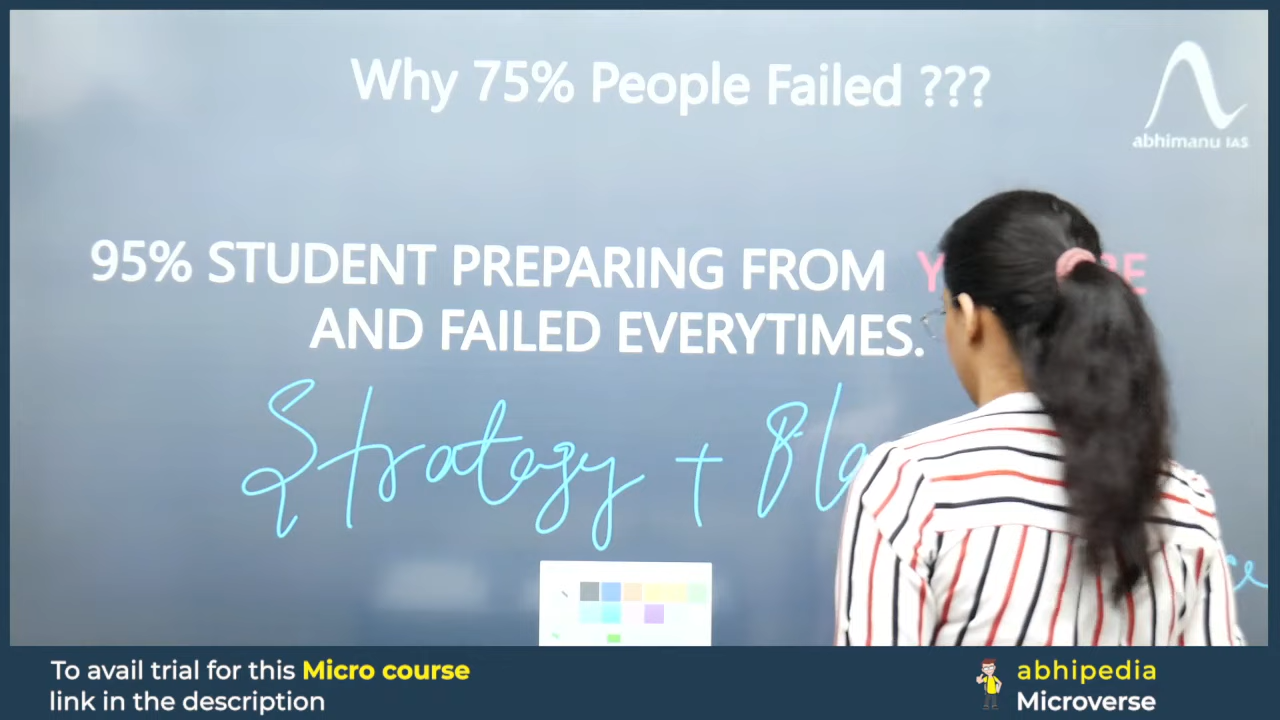 Why 75% People Failed ???
abhimanu IAS
95% STUDENT PREPARING FROM
AND FAILED EVERYTIMES.
Strategy +
To avail trial for this Micro course
link in the description
abhipedia
Microverse